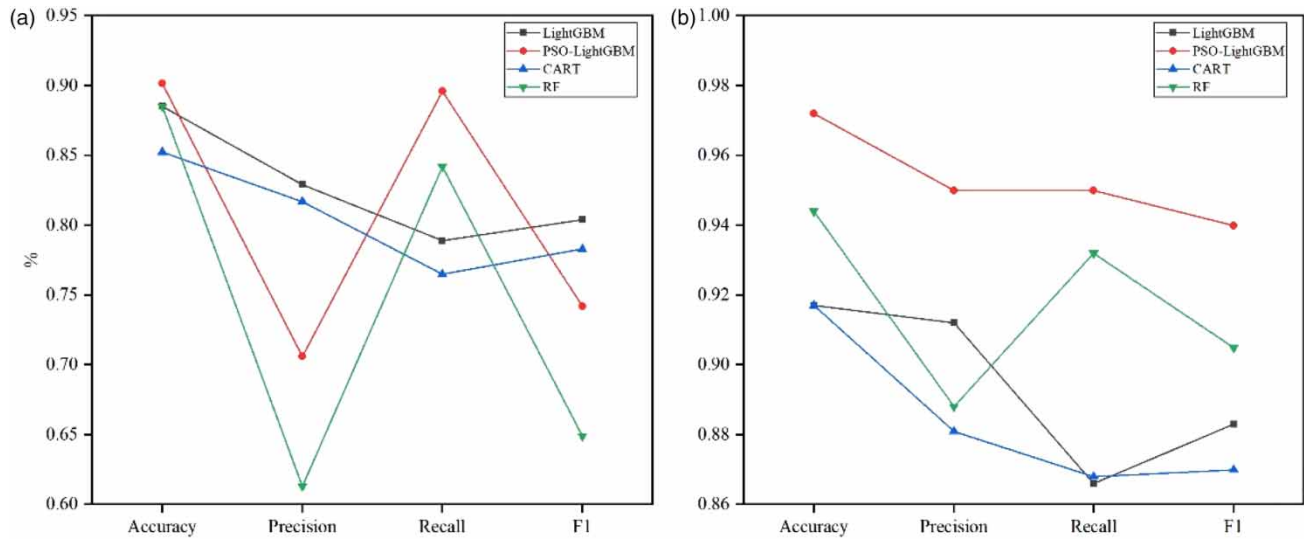 (a)
0.95
0.90
0.85
0.80
0.75
0.70
0.65
0.60
%
LightGBM
PSO-LightGBM
CART
RF
Accuracy
Precision
Recall
F1
(b)
1.00
0.98
0.96
0.94
0.92
0.90
0.88
0.86
LightGBM
PSO-LightGBM
CART
RF
Accuracy
Precision
Recall
F1